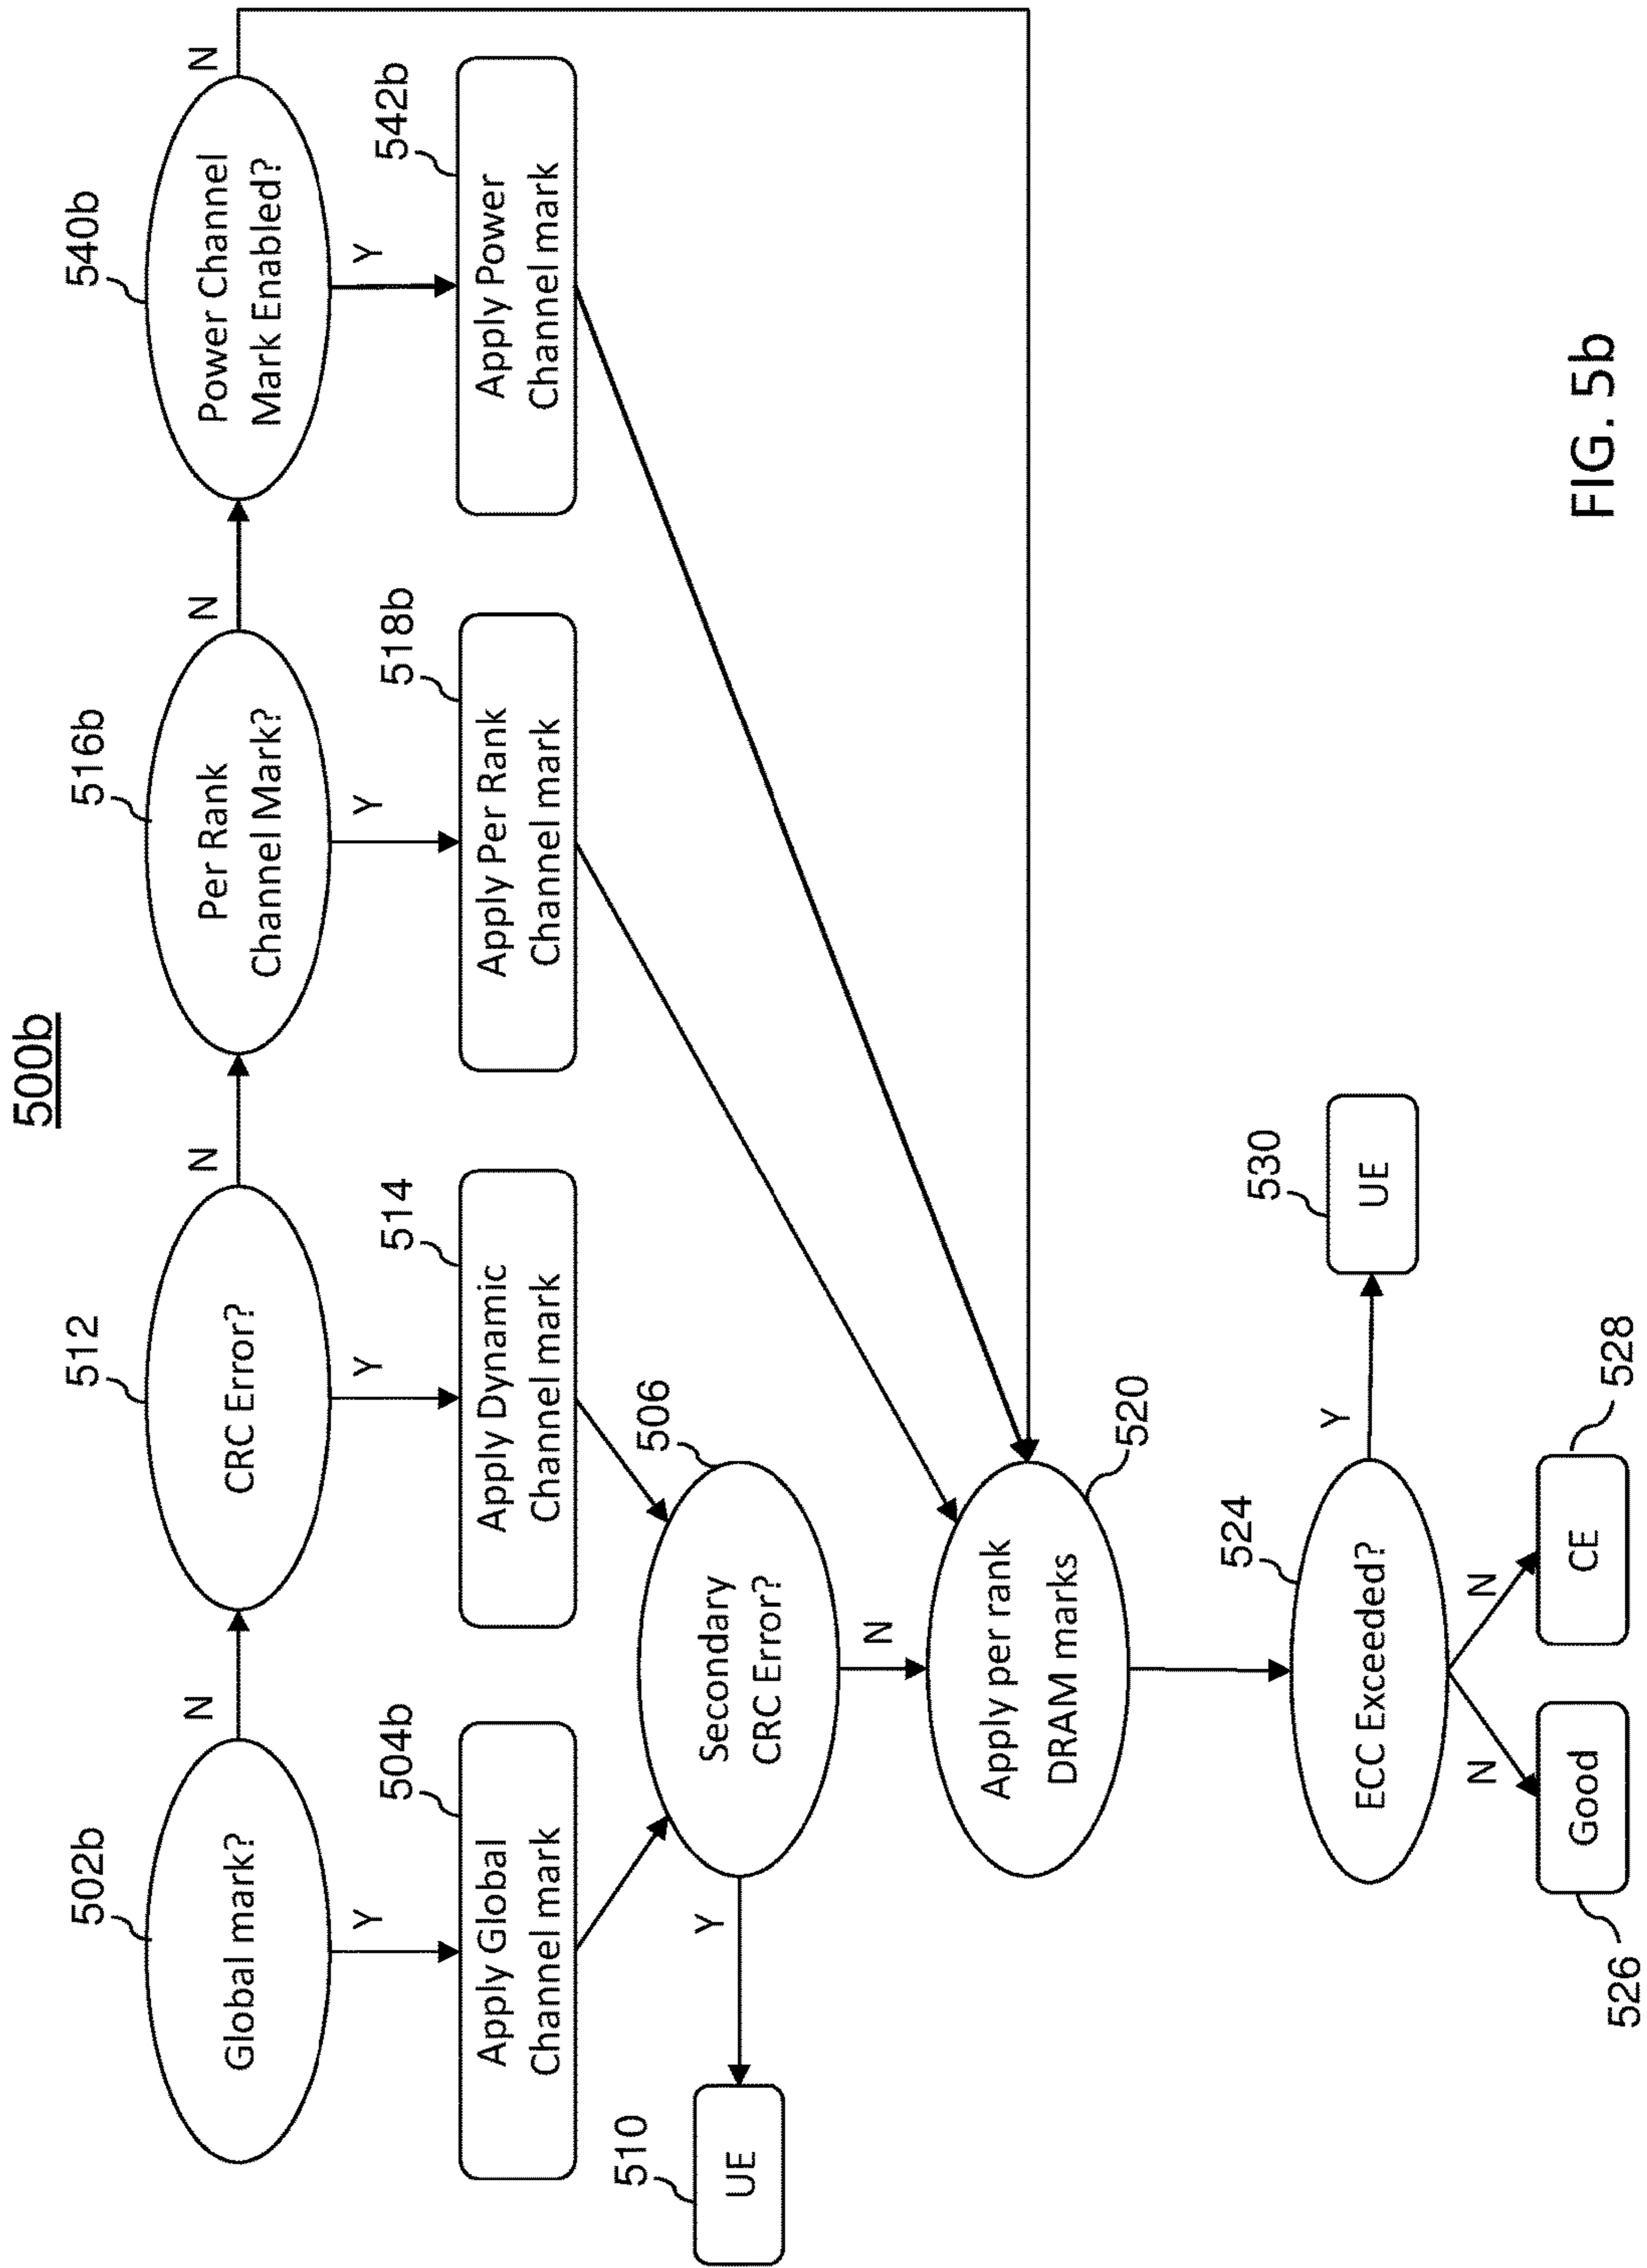 500b
502b
Global mark?
N
512
CRC Error?
N
516b
Per Rank
Channel Mark?
N
540b
Power Channel
Mark Enabled?
N
Y
504b
Apply Global
Channel mark
Y
514
Apply Dynamic
Channel mark
Y
518b
Apply Per Rank
Channel mark
Y
542b
Apply Power
Channel mark
510
UE
Y
506
Secondary
CRC Error?
N
520
Apply per rank
DRAM marks
524
ECC Exceeded?
Y
530
UE
N
N
526
Good
528
CE
FIG. 5b